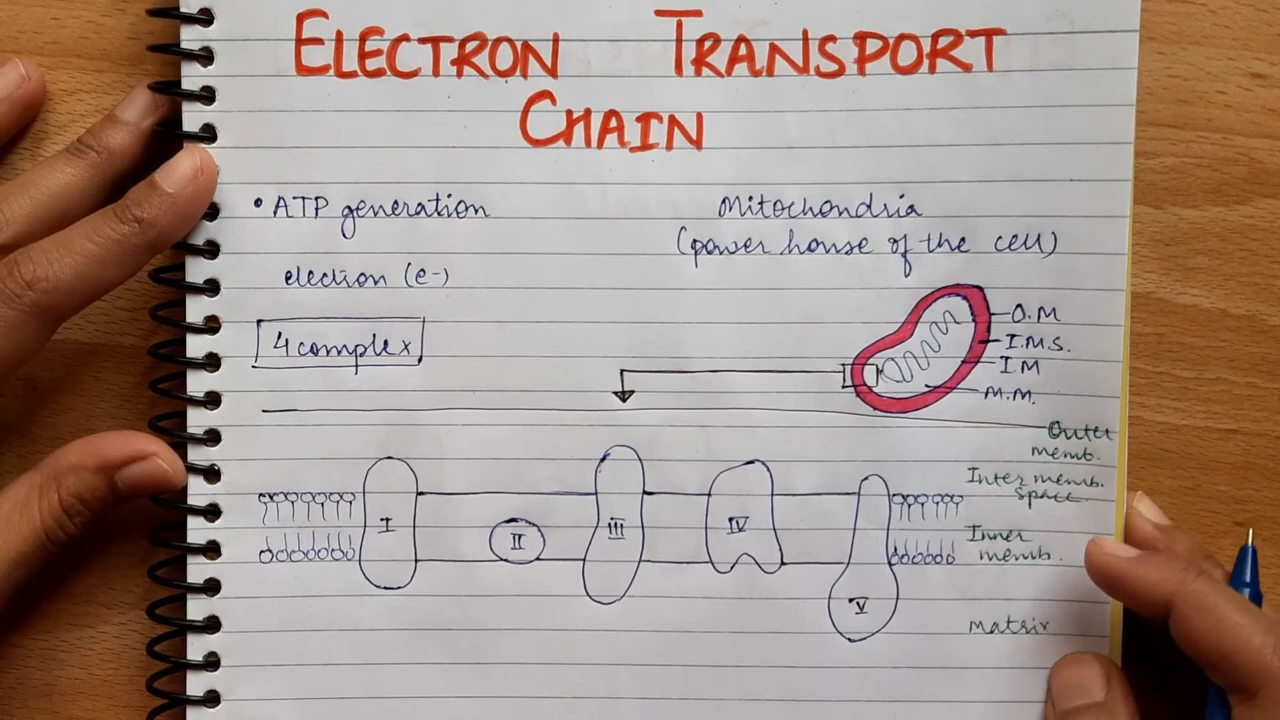 ELECTRON TRANSPORT
CHAIN
• ATP generation
Mitochondria
(power house of the cell)
electron (e-)
4 complex
O.M
I.M.S.
I.M
M.M.
Outer
memb.
Inter memb.
Space
Inner
memb.
Matrix
I
II
III
IV
V